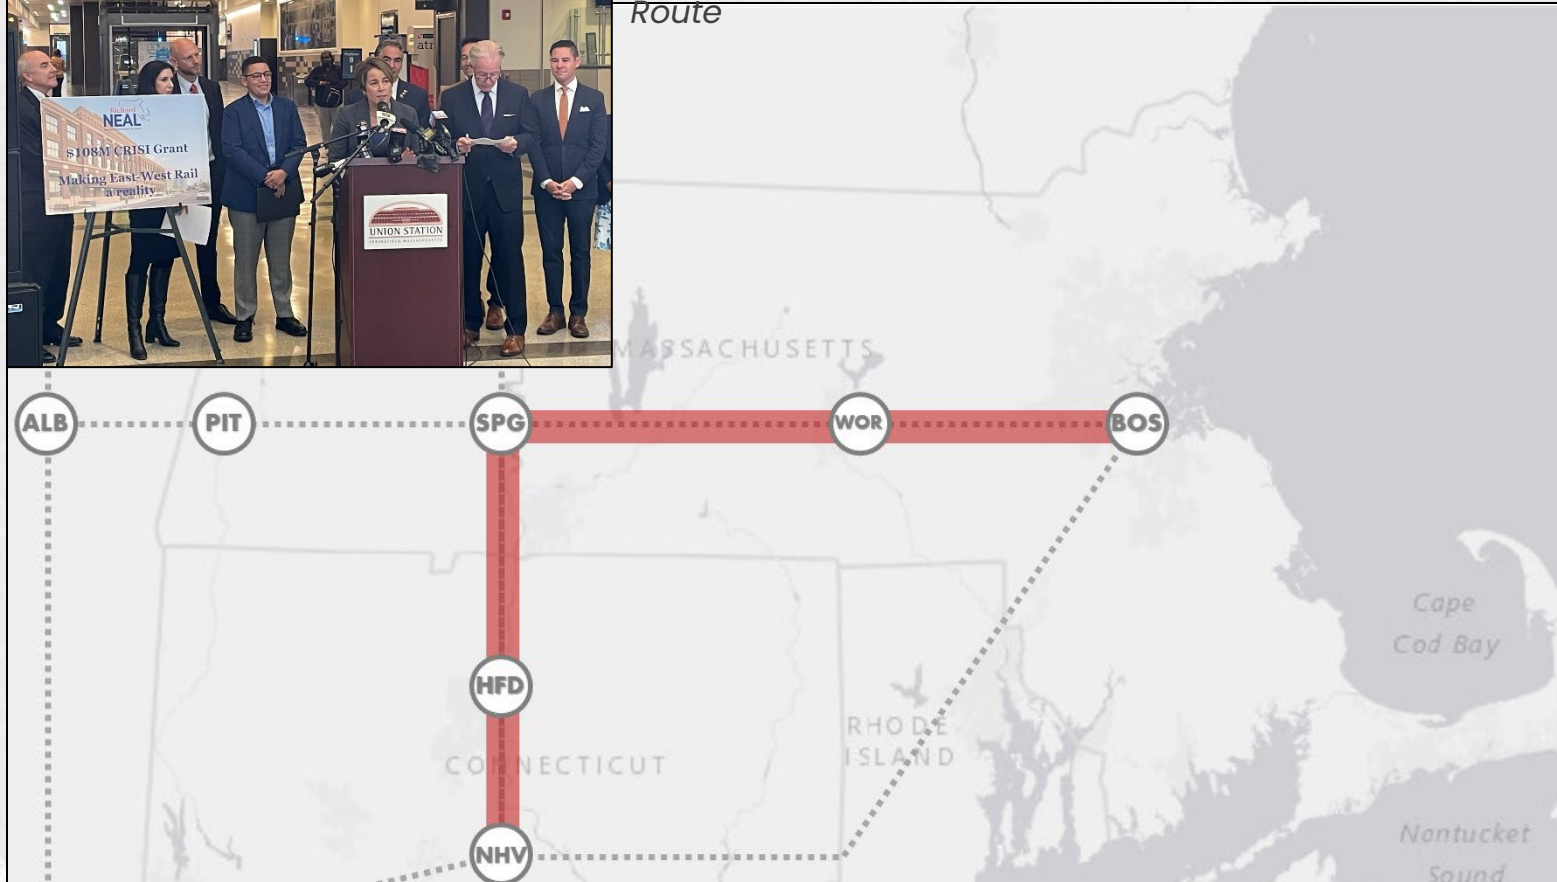 Route
Richard
NEAL
$108M CRISI Grant
Making East-West Rail
a reality
UNION STATION
SPRINGFIELD, MASSACHUSETTS
MASSACHUSETTS
ALB
PIT
SPG
WOR
BOS
HFD
NHV
CONNECTICUT
RHODE
ISLAND
Cape
Cod Bay
Nantucket
Sound